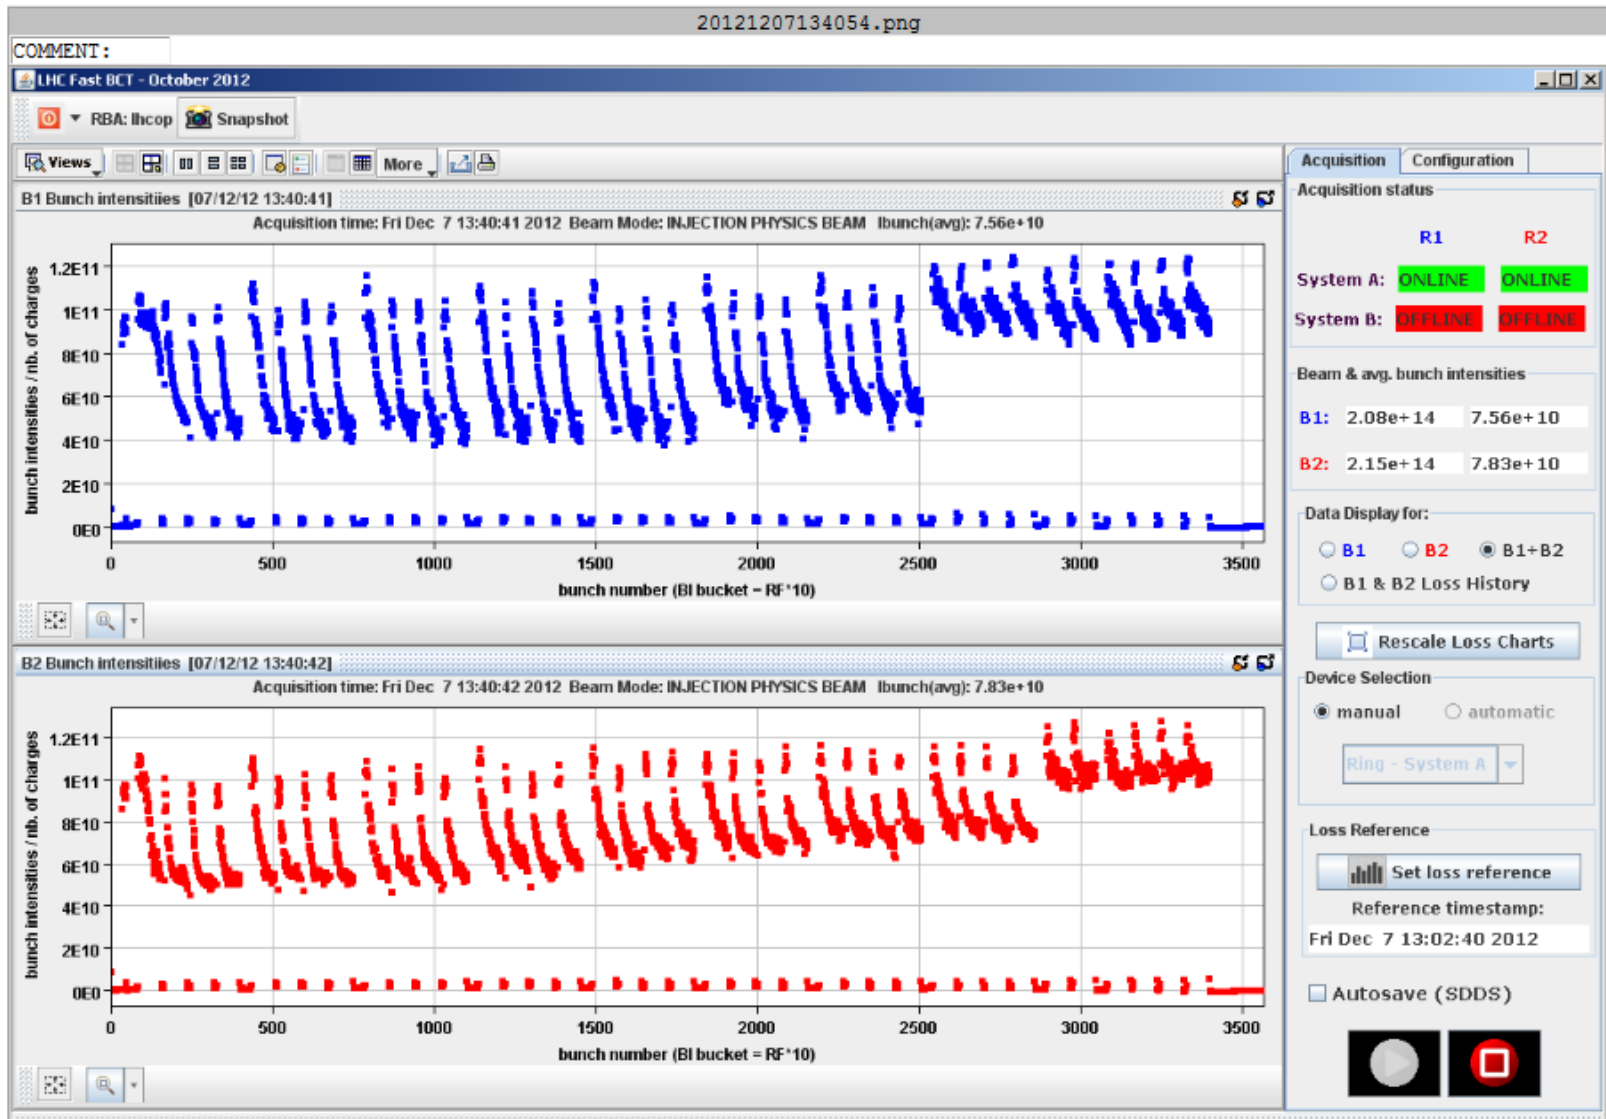 20121207134054.png
COMMENT:
LHC Fast BCT - October 2012
RBA: lhcop Snapshot
Views More
B1 Bunch intensitiies [07/12/12 13:40:41]
Acquisition time: Fri Dec 7 13:40:41 2012 Beam Mode: INJECTION PHYSICS BEAM Ibunch(avg): 7.56e+10
bunch intensities / nb. of charges
1.2E11
1E11
8E10
6E10
4E10
2E10
0E0
0 500 1000 1500 2000 2500 3000 3500
bunch number (BI bucket = RF*10)
B2 Bunch intensitiies [07/12/12 13:40:42]
Acquisition time: Fri Dec 7 13:40:42 2012 Beam Mode: INJECTION PHYSICS BEAM Ibunch(avg): 7.83e+10
bunch intensities / nb. of charges
1.2E11
1E11
8E10
6E10
4E10
2E10
0E0
0 500 1000 1500 2000 2500 3000 3500
bunch number (BI bucket = RF*10)
Acquisition Configuration
Acquisition status
R1 R2
System A: ONLINE ONLINE
System B: OFFLINE OFFLINE
Beam & avg. bunch intensities
B1: 2.08e+14 7.56e+10
B2: 2.15e+14 7.83e+10
Data Display for:
B1 B2 B1+B2
B1 & B2 Loss History
Rescale Loss Charts
Device Selection
manual automatic
Ring - System A
Loss Reference
Set loss reference
Reference timestamp:
Fri Dec 7 13:02:40 2012
Autosave (SDDS)